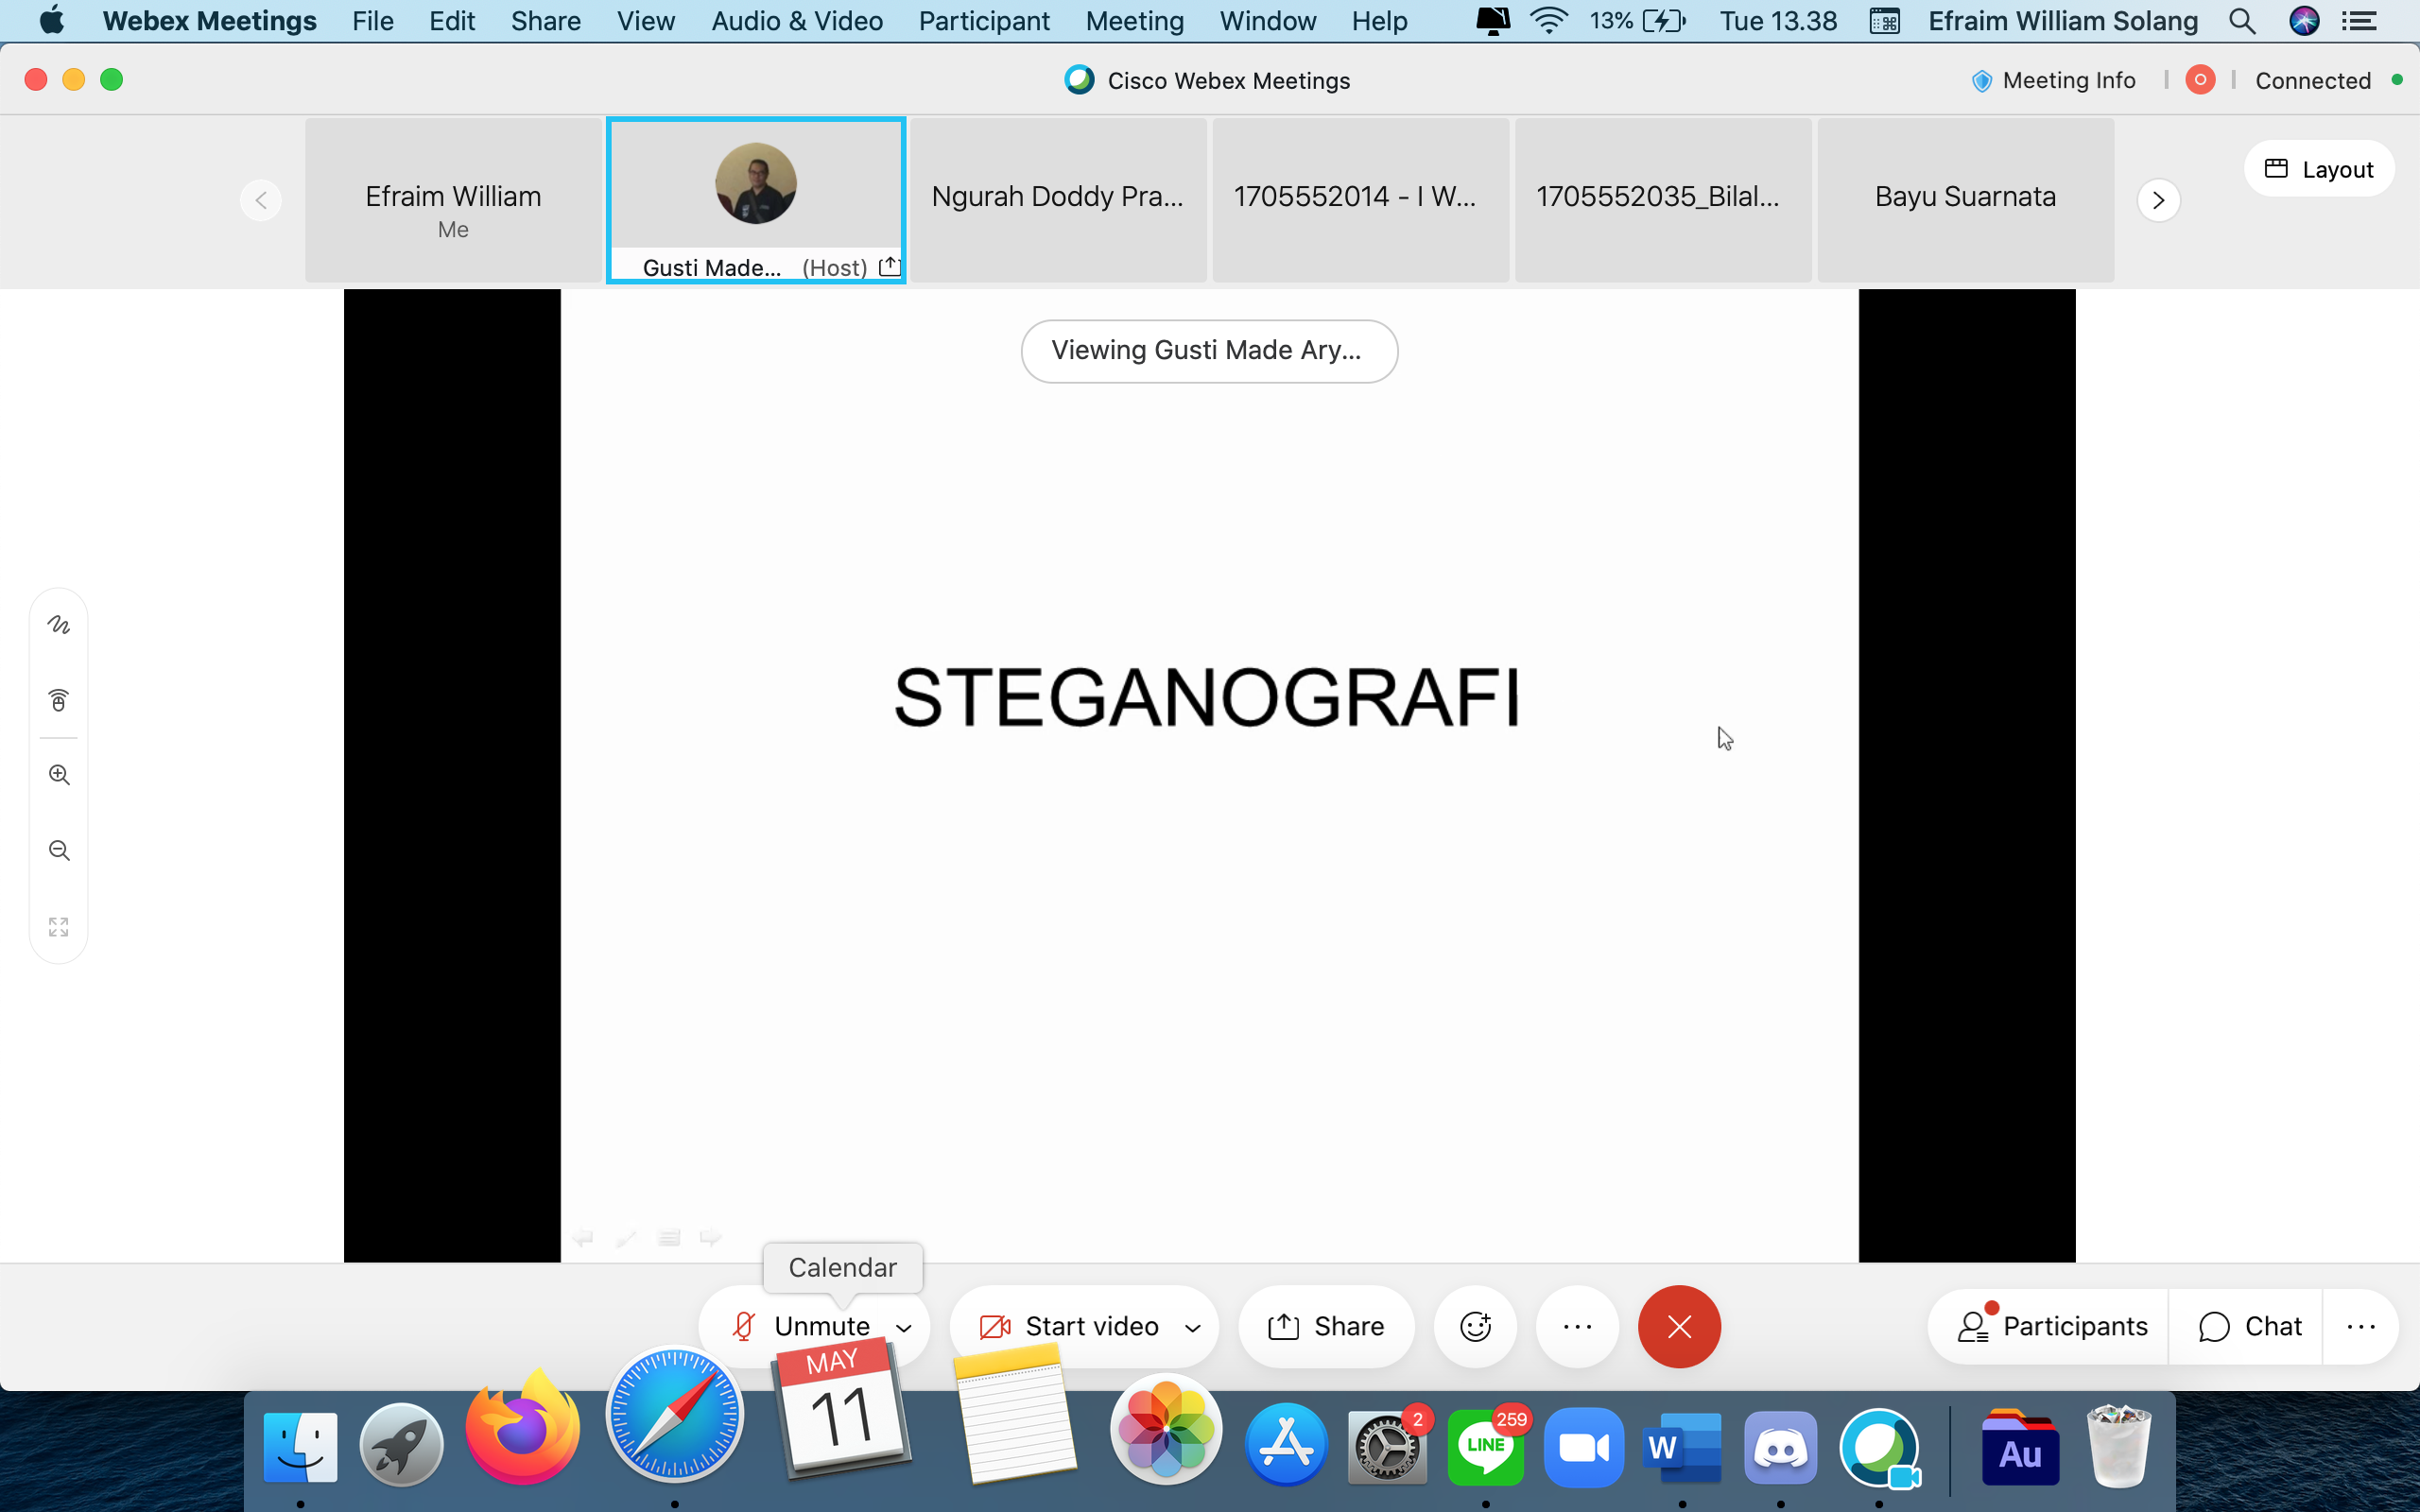 Webex Meetings File Edit Share View Audio & Video Participant Meeting Window Help 13% Tue 13.38 Efraim William Solang
Cisco Webex Meetings Meeting Info Connected
Efraim William
Me
Gusti Made... (Host)
Ngurah Doddy Pra...
1705552014 - I W...
1705552035_Bilal...
Bayu Suarnata
Layout
Viewing Gusti Made Ary...
STEGANOGRAFI
Calendar
Unmute Start video Share Participants Chat
MAY
11
2
259
LINE
W
Au